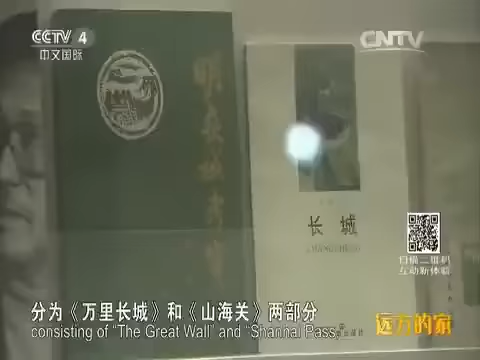 CCTV 4
中文国际
CNTV
长城
CHANGCHENG
扫描二维码
互动新体验
分为《万里长城》和《山海关》两部分
consisting of "The Great Wall" and "Shanhai Pass,"
远方的家